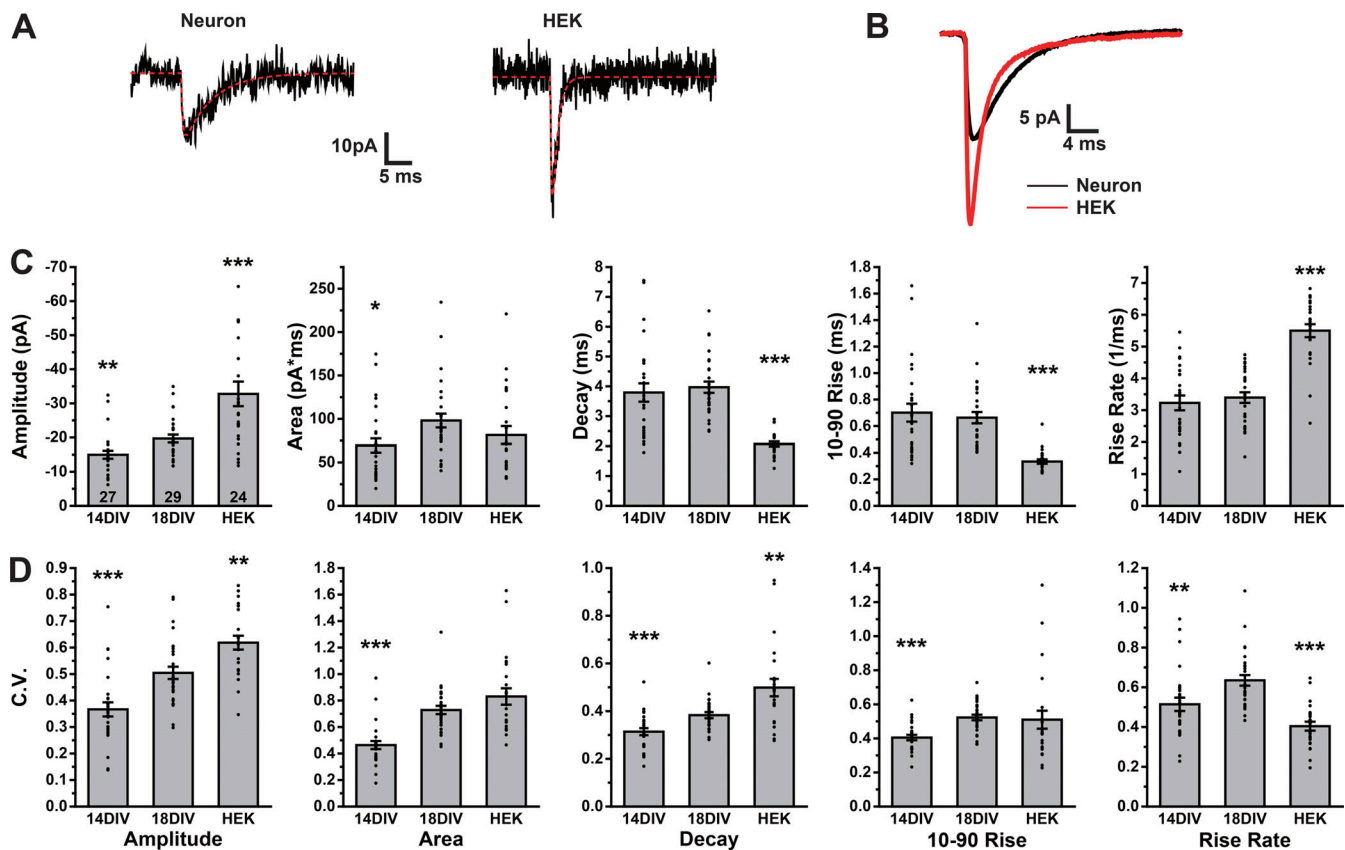 A
Neuron
HEK
10pA
5 ms
B
5 pA
4 ms
Neuron
HEK
C
Amplitude (pA)
-70
-60
-50
-40
-30
-20
-10
0
***
**
27
29
24
14DIV
18DIV
HEK
Area (pA*ms)
250
200
150
100
50
0
*
14DIV
18DIV
HEK
Decay (ms)
8
7
6
5
4
3
2
1
0
***
14DIV
18DIV
HEK
10-90 Rise (ms)
1.8
1.6
1.4
1.2
1.0
0.8
0.6
0.4
0.2
0.0
***
14DIV
18DIV
HEK
Rise Rate (1/ms)
7
6
5
4
3
2
1
0
***
14DIV
18DIV
HEK
D
C.V.
0.9
0.8
0.7
0.6
0.5
0.4
0.3
0.2
0.1
0.0
***
**
14DIV
18DIV
HEK
Amplitude
1.8
1.6
1.4
1.2
1.0
0.8
0.6
0.4
0.2
0.0
***
14DIV
18DIV
HEK
Area
1.0
0.8
0.6
0.4
0.2
0.0
***
**
14DIV
18DIV
HEK
Decay
1.4
1.2
1.0
0.8
0.6
0.4
0.2
0.0
***
14DIV
18DIV
HEK
10-90 Rise
1.2
1.0
0.8
0.6
0.4
0.2
0.0
**
***
14DIV
18DIV
HEK
Rise Rate